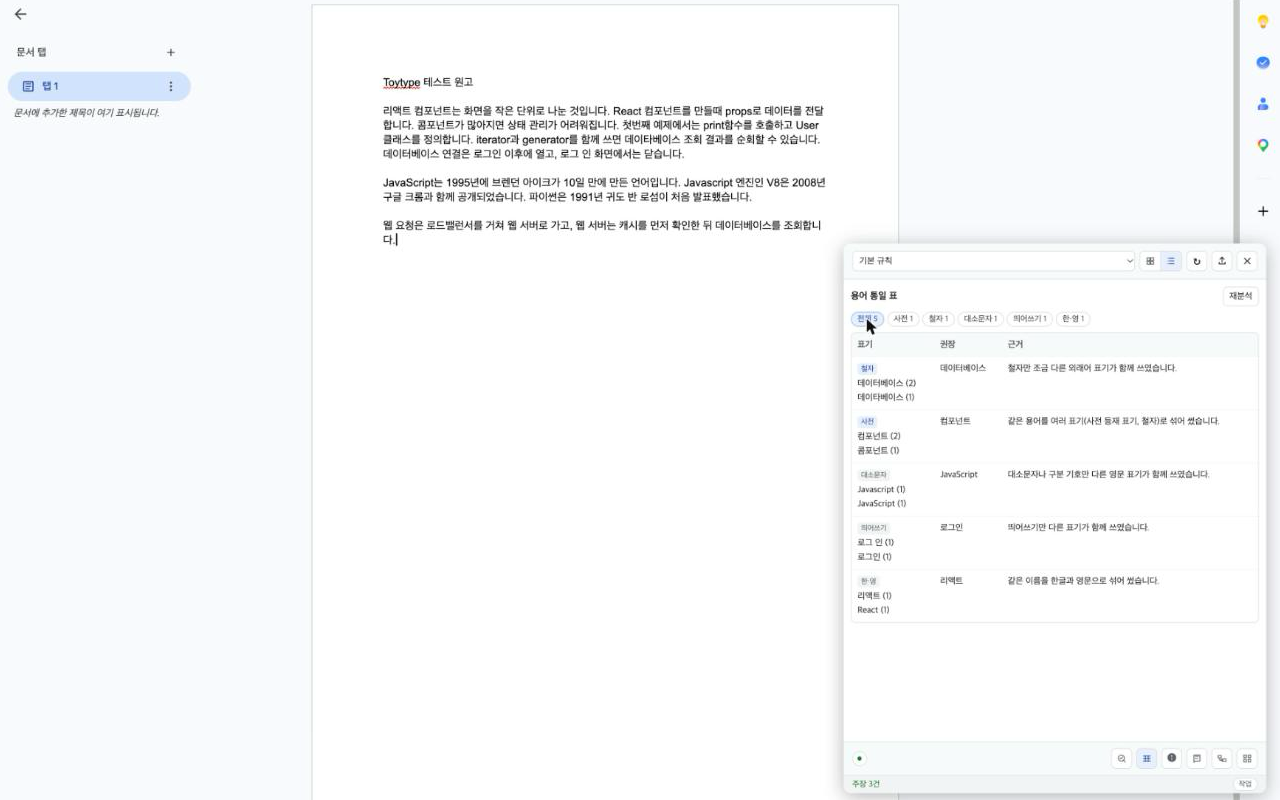 문서 탭
탭 1
문서에 추가한 제목이 여기 표시됩니다.
Toytype 테스트 원고
리액트 컴포넌트는 화면을 작은 단위로 나눈 것입니다. React 컴포넌트를 만들때 props로 데이터를 전달
합니다. 콤포넌트가 많아지면 상태 관리가 어려워집니다. 첫번째 예제에서는 print함수를 호출하고 User
클래스를 정의합니다. iterator과 generator를 함께 쓰면 데이타베이스 조회 결과를 순회할 수 있습니다.
데이터베이스 연결은 로그인 이후에 열고, 로그 인 화면에서는 닫습니다.
JavaScript는 1995년에 브렌던 아이크가 10일 만에 만든 언어입니다. Javascript 엔진인 V8은 2008년
구글 크롬과 함께 공개되었습니다. 파이썬은 1991년 귀도 반 로섬이 처음 발표했습니다.
웹 요청은 로드밸런서를 거쳐 웹 서버로 가고, 웹 서버는 캐시를 먼저 확인한 뒤 데이터베이스를 조회합니
다.
기본 규칙
용어 통일 표
재분석
전체 5 사전 1 철자 1 대소문자 1 띄어쓰기 1 한·영 1
표기 권장 근거
철자 데이터베이스 철자만 조금 다른 외래어 표기가 함께 쓰였습니다.
데이터베이스 (2)
데이타베이스 (1)
사전 컴포넌트 같은 용어를 여러 표기(사전 등재 표기, 철자)로 섞어 썼습니다.
컴포넌트 (2)
콤포넌트 (1)
대소문자 JavaScript 대소문자나 구분 기호만 다른 영문 표기가 함께 쓰였습니다.
Javascript (1)
JavaScript (1)
띄어쓰기 로그인 띄어쓰기만 다른 표기가 함께 쓰였습니다.
로그 인 (1)
로그인 (1)
한·영 리액트 같은 이름을 한글과 영문으로 섞어 썼습니다.
리액트 (1)
React (1)
주장 3건
작업